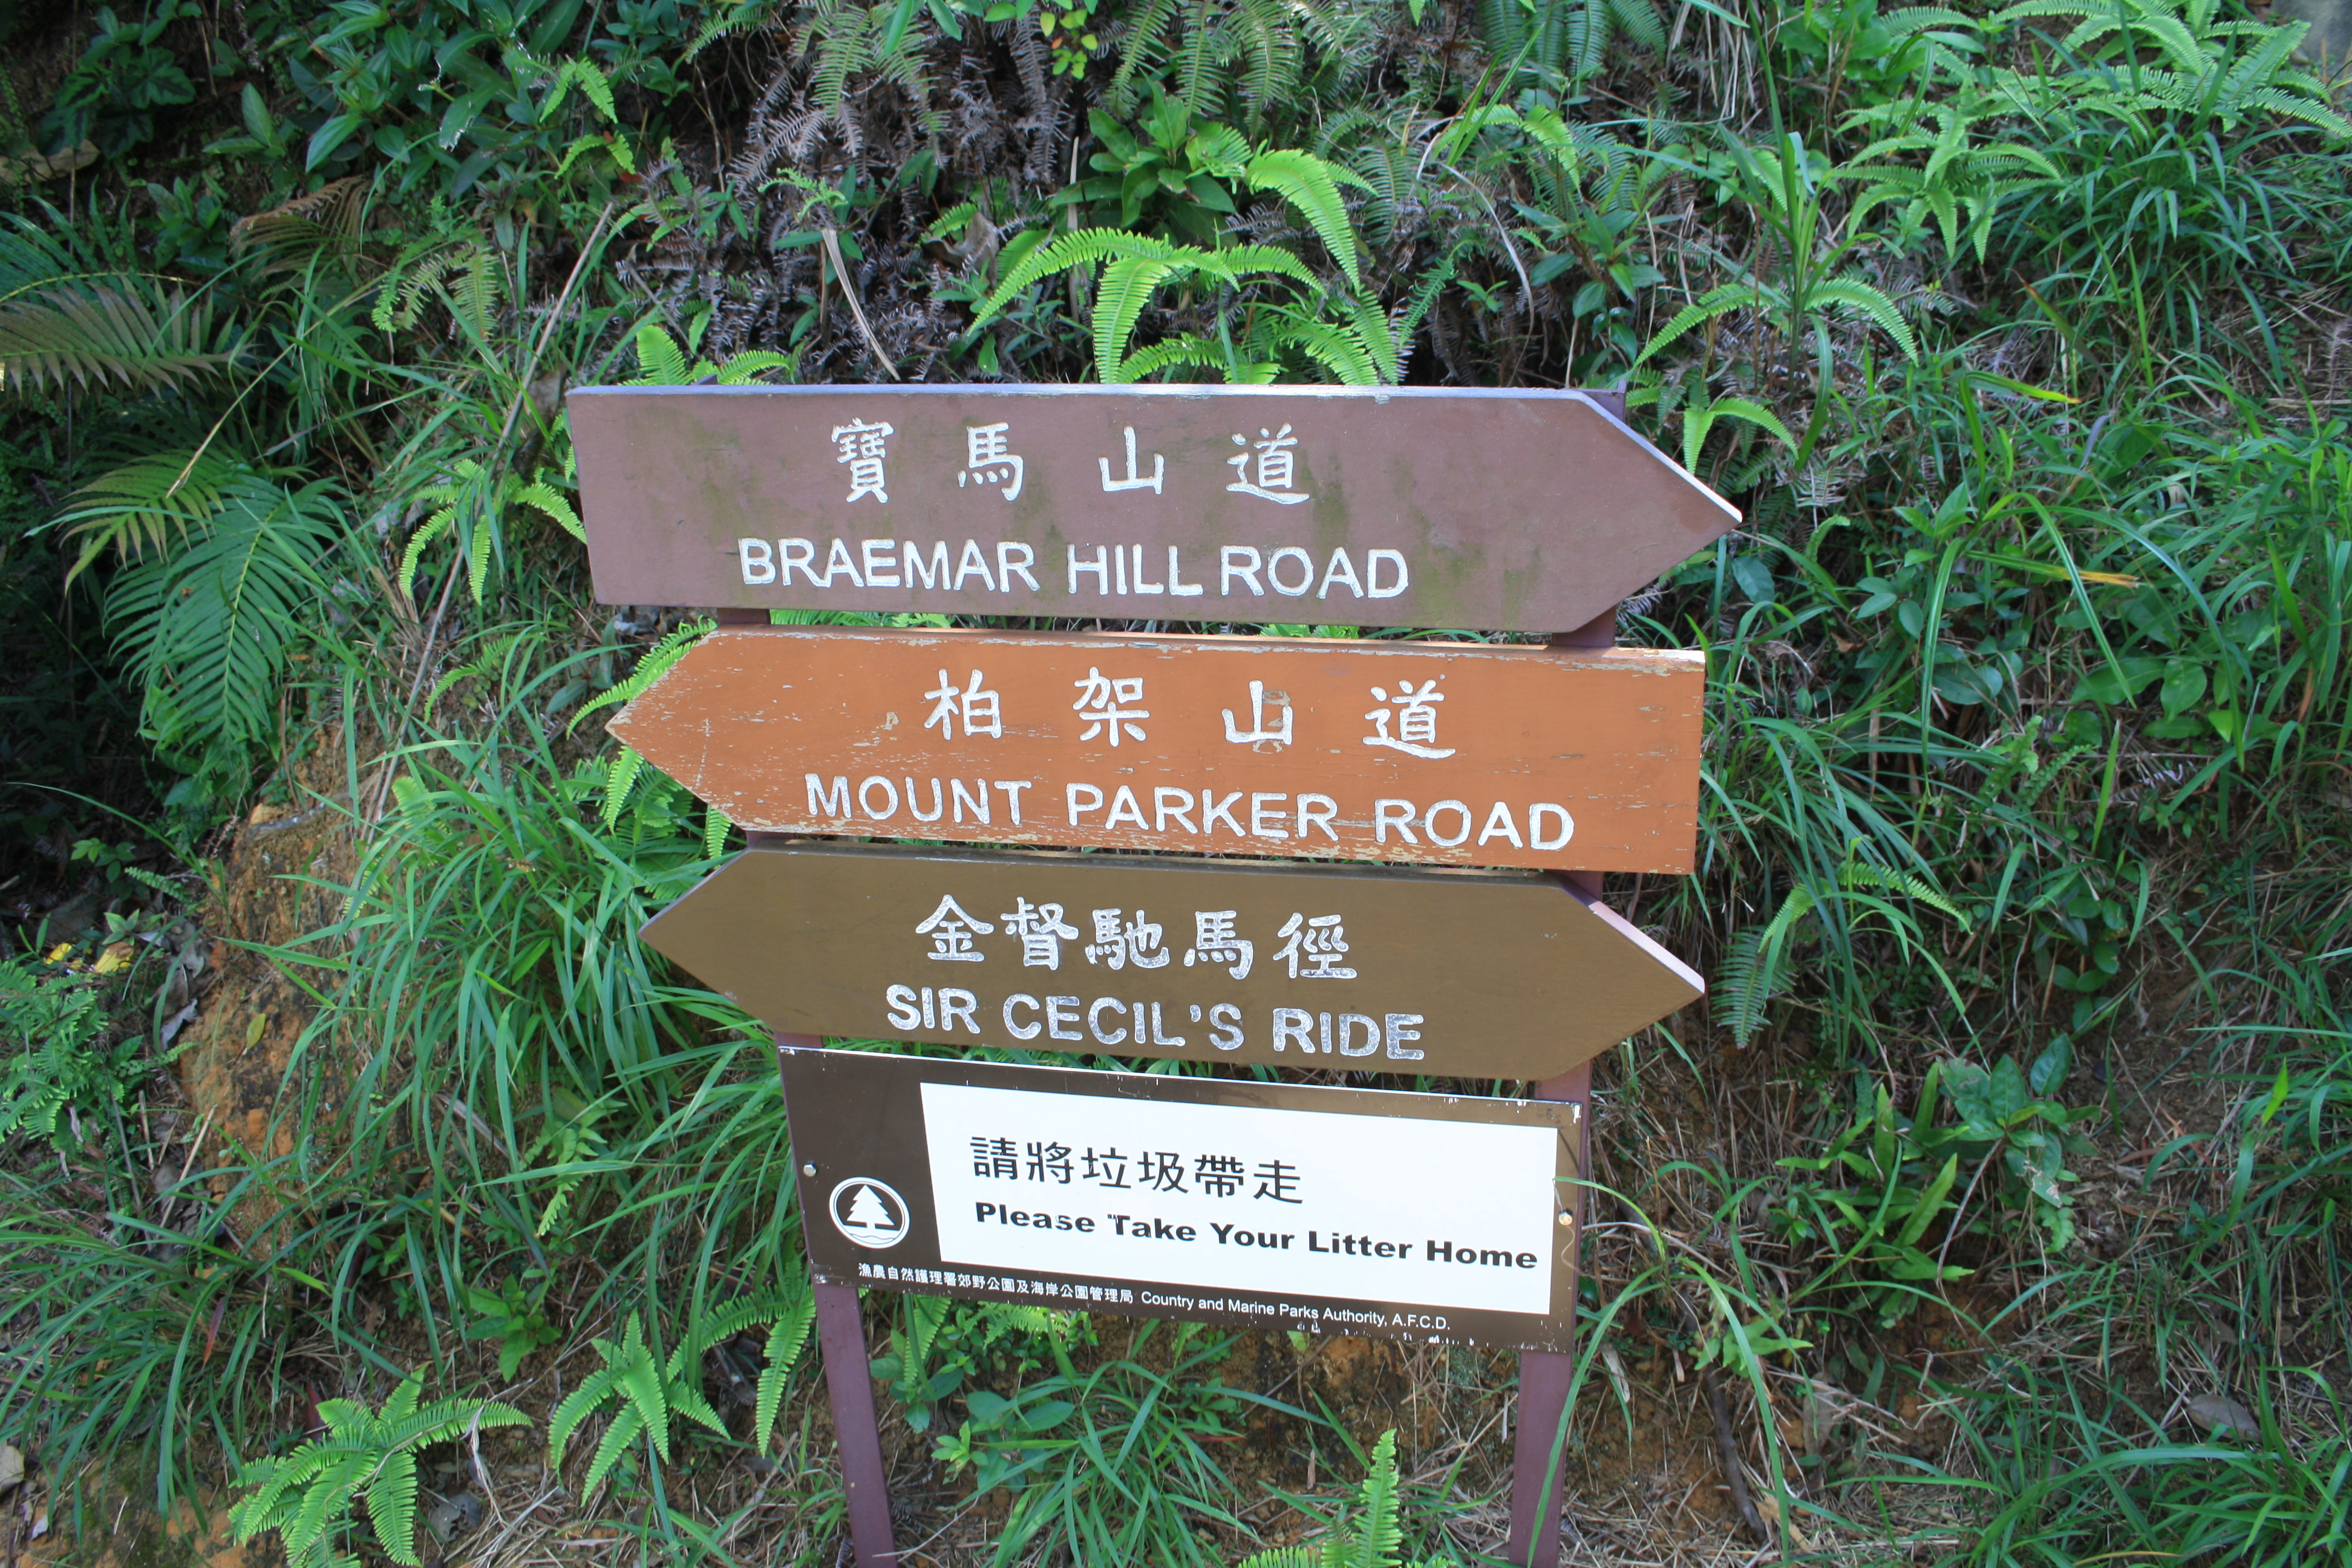 寶馬山道
BRAEMAR HILL ROAD
柏架山道
MOUNT PARKER ROAD
金督馳馬徑
SIR CECIL'S RIDE
請將垃圾帶走
Please Take Your Litter Home
漁農自然護理署郊野公園及海岸公園管理局 Country and Marine Parks Authority, A.F.C.D.